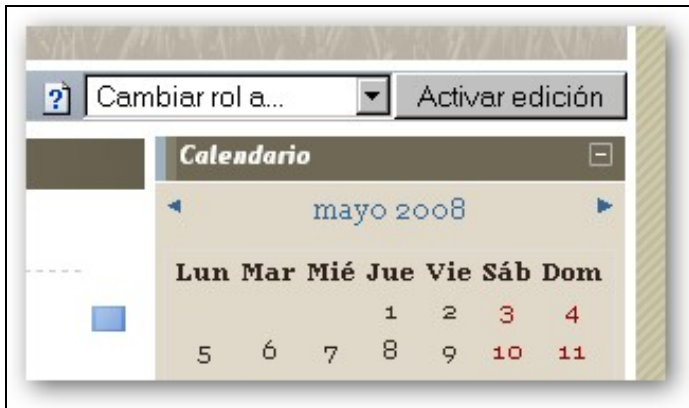 ? Cambiar rol a... Activar edición
Calendario
mayo 2008
Lun Mar Mié Jue Vie Sáb Dom
1 2 3 4
5 6 7 8 9 10 11